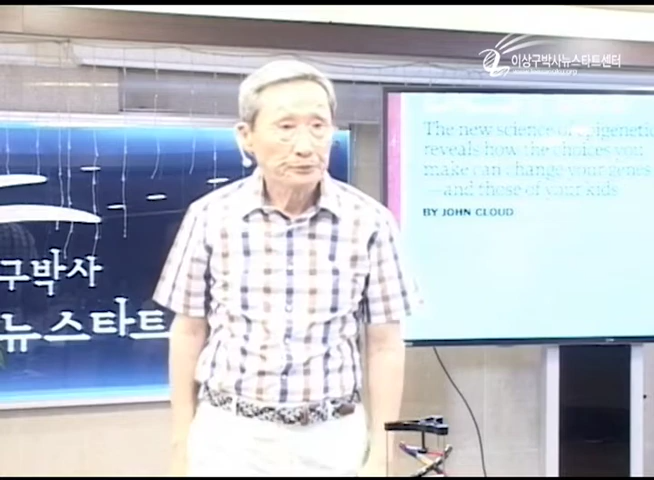 이상구박사뉴스타트센터
The new science of epigenetic
reveals how the choices you
make can change your genes
—and those of your kids
BY JOHN CLOUD
구박사
뉴스타트